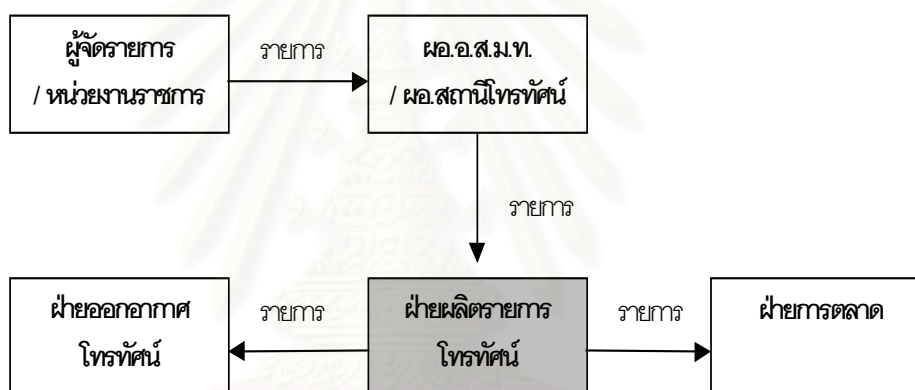 ผู้จัดรายการ
/ หน่วยงานราชการ
รายการ
ผอ.อ.ส.ม.ท.
/ ผอ.สถานีโทรทัศน์
รายการ
ฝ่ายออกอากาศ
โทรทัศน์
รายการ
ฝ่ายผลิตรายการ
โทรทัศน์
รายการ
ฝ่ายการตลาด